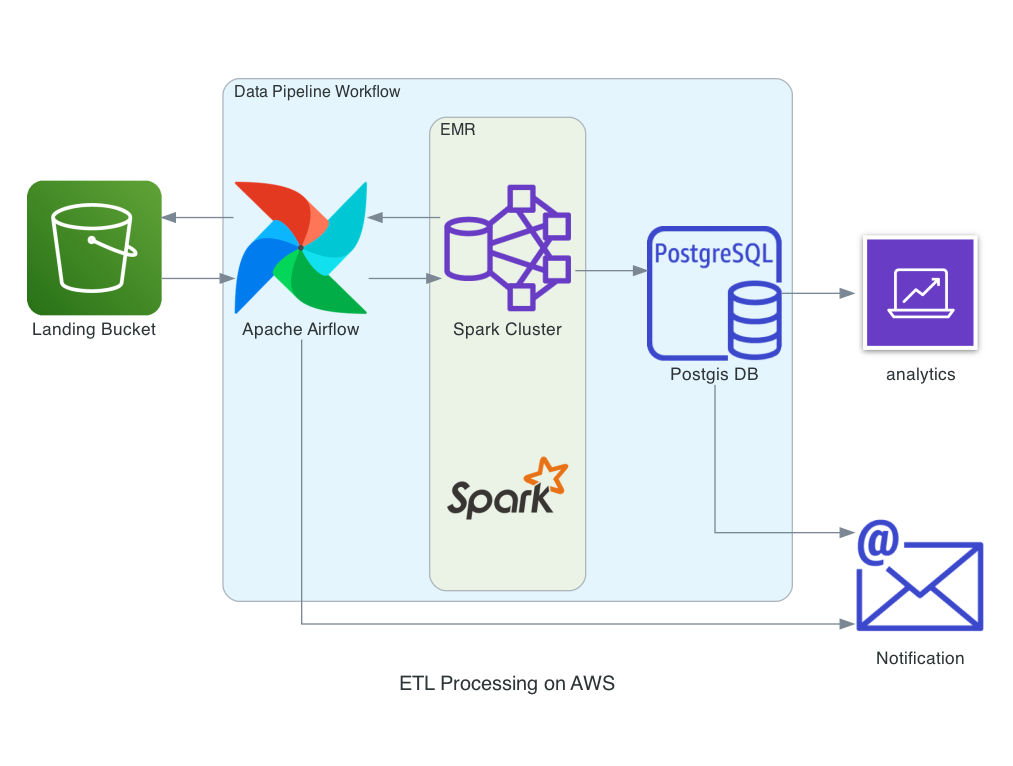 Data Pipeline Workflow
EMR
PostgreSQL
Landing Bucket
Apache Airflow
Spark Cluster
Postgis DB
analytics
Spark
@
Notification
ETL Processing on AWS